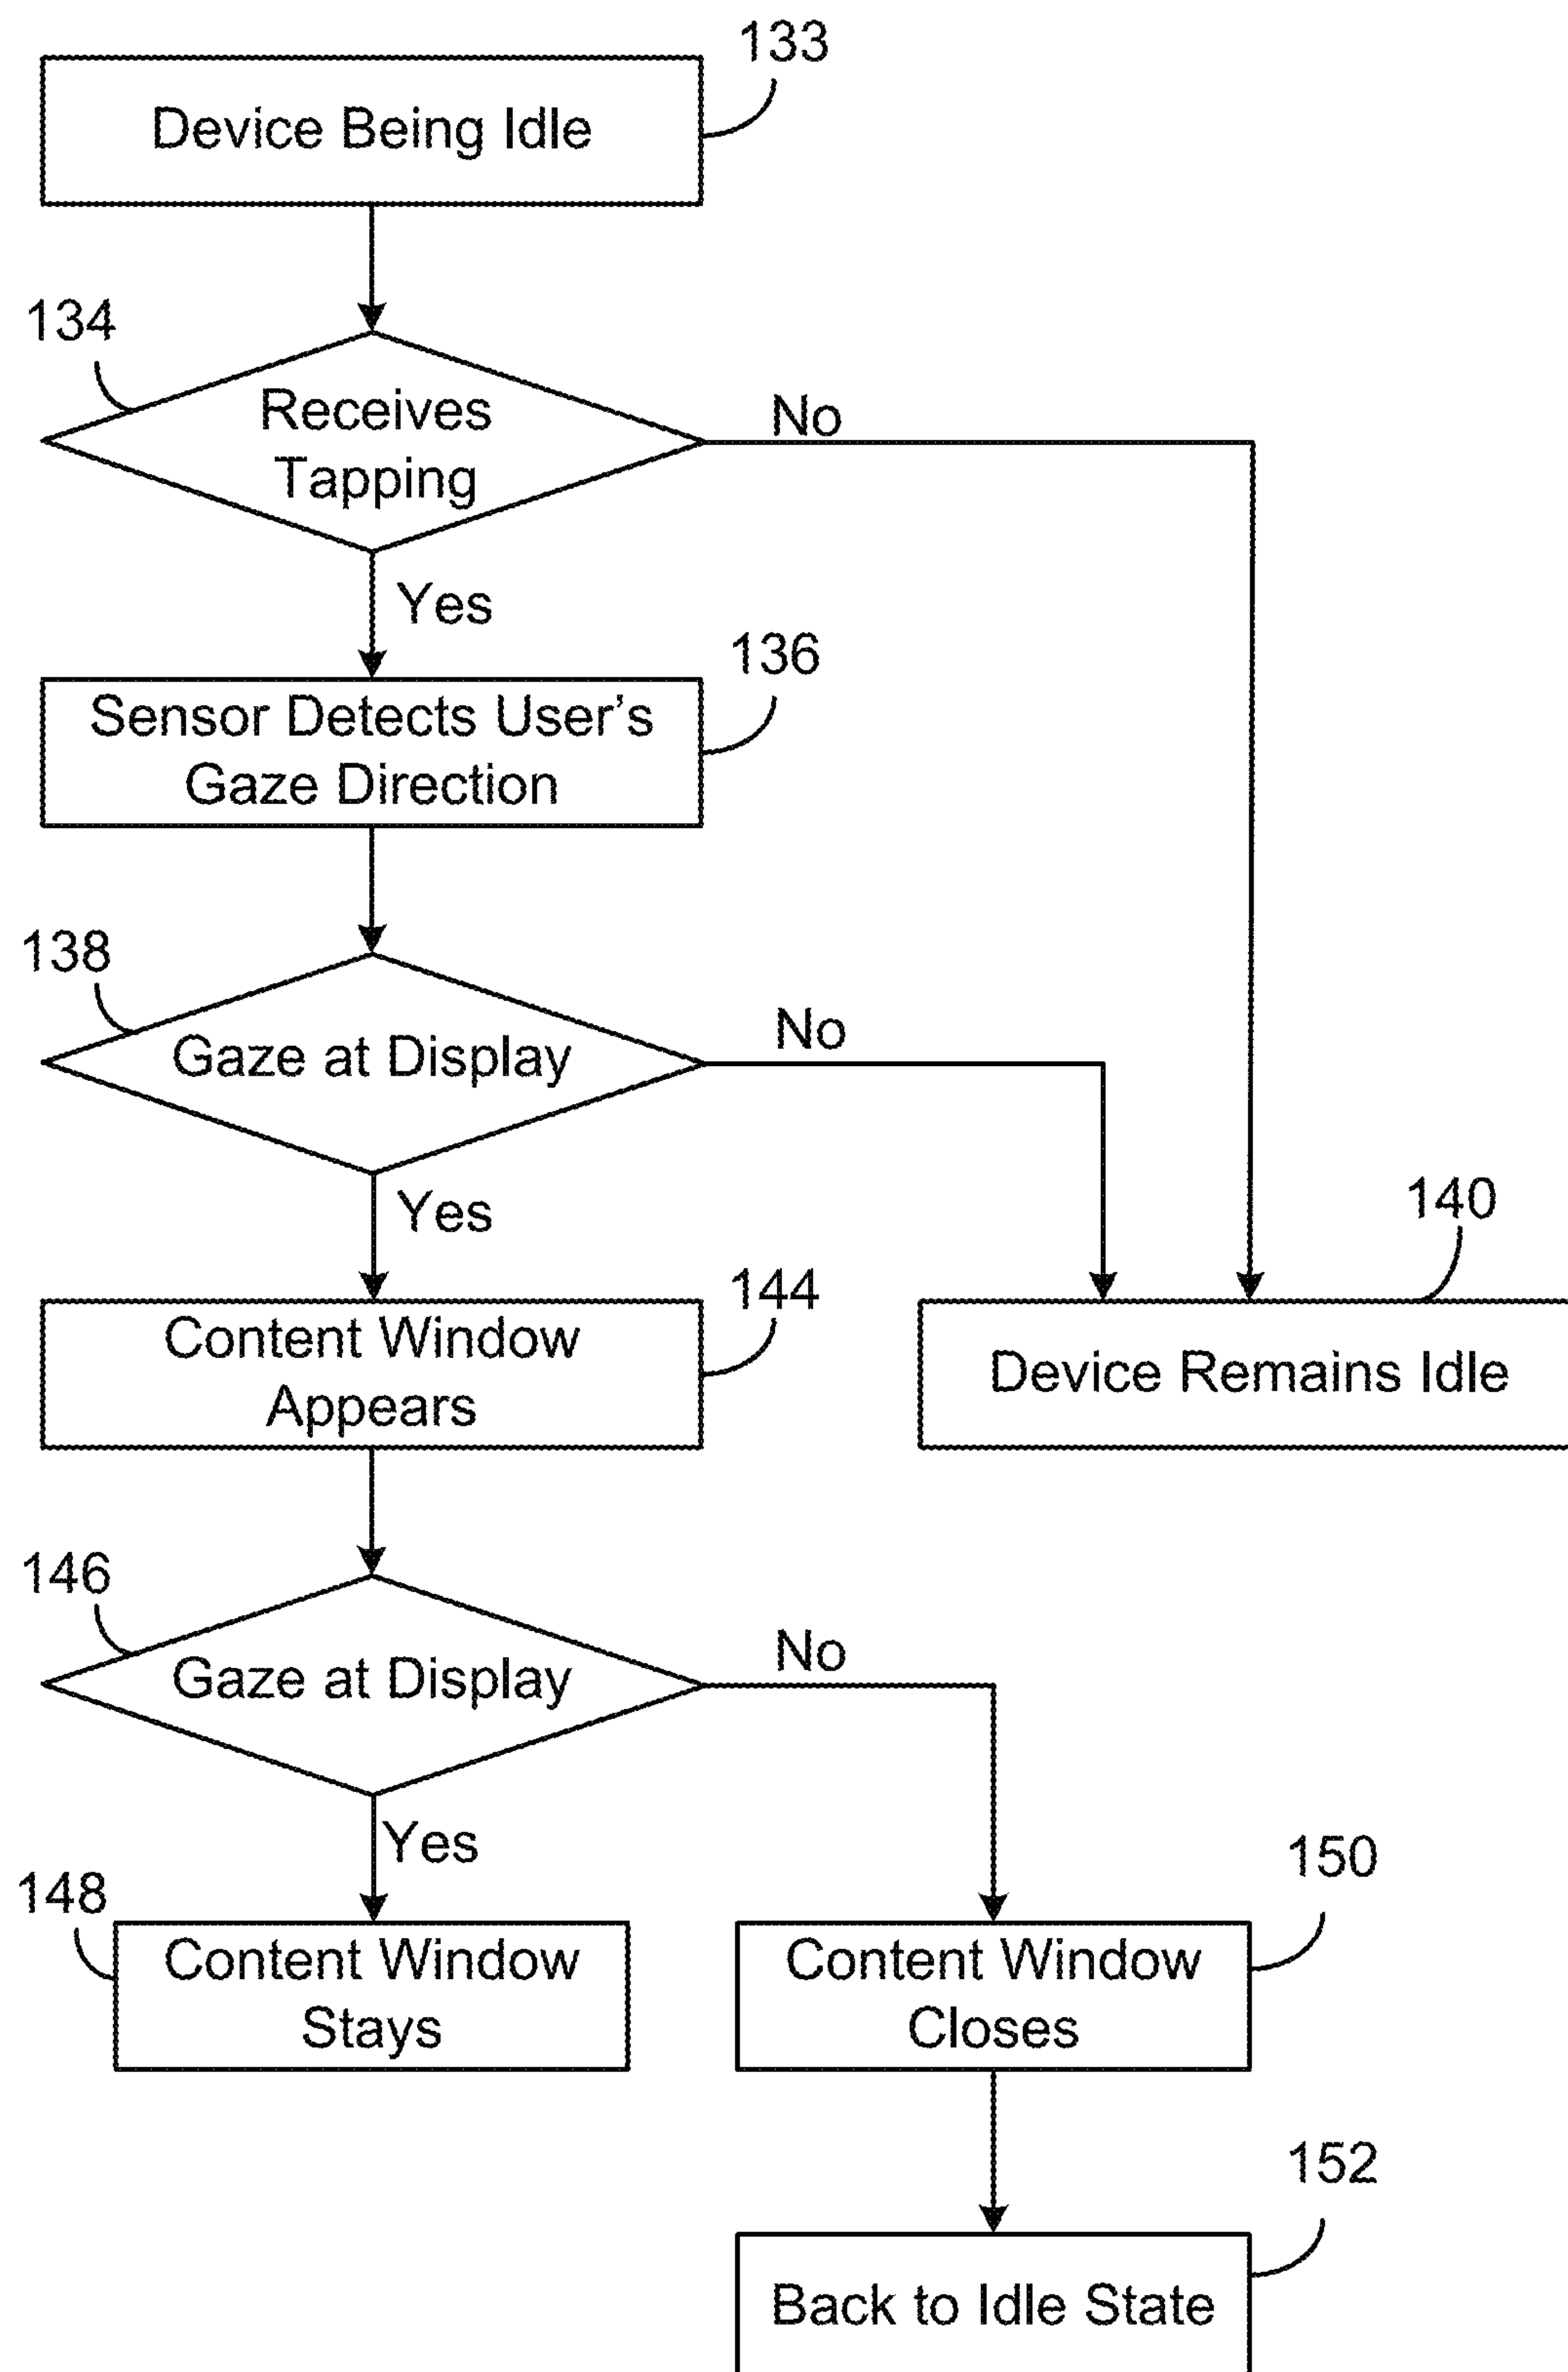 133
Device Being Idle
134
Receives
Tapping
No
Yes
136
Sensor Detects User's
Gaze Direction
138
Gaze at Display
No
Yes
140
144
Content Window
Appears
Device Remains Idle
146
Gaze at Display
No
Yes
148
150
Content Window
Stays
Content Window
Closes
152
Back to Idle State